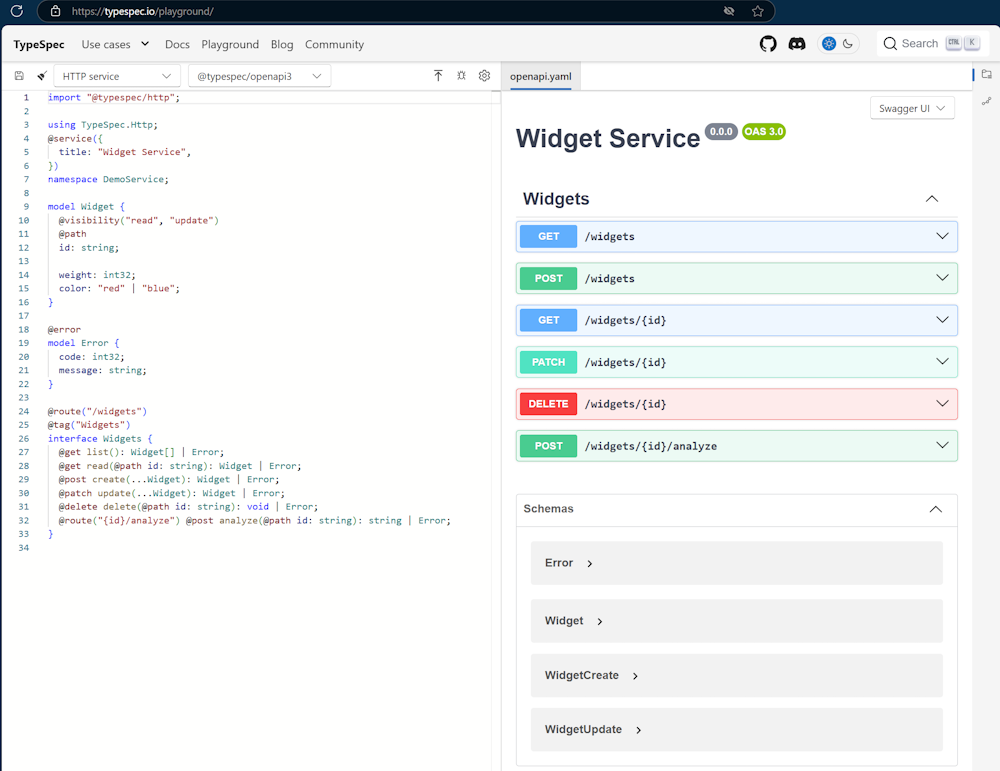 https://typespec.io/playground/
TypeSpec Use cases Docs Playground Blog Community Search CTRL K
HTTP service @typespec/openapi3 openapi.yaml
1 import "@typespec/http";
2
3 using TypeSpec.Http;
4 @service({
5 title: "Widget Service",
6 })
7 namespace DemoService;
8
9 model Widget {
10 @visibility("read", "update")
11 @path
12 id: string;
13
14 weight: int32;
15 color: "red" | "blue";
16 }
17
18 @error
19 model Error {
20 code: int32;
21 message: string;
22 }
23
24 @route("/widgets")
25 @tag("Widgets")
26 interface Widgets {
27 @get list(): Widget[] | Error;
28 @get read(@path id: string): Widget | Error;
29 @post create(...Widget): Widget | Error;
30 @patch update(...Widget): Widget | Error;
31 @delete delete(@path id: string): void | Error;
32 @route("{id}/analyze") @post analyze(@path id: string): string | Error;
33 }
34
Swagger UI
Widget Service 0.0.0 OAS 3.0
Widgets
GET /widgets
POST /widgets
GET /widgets/{id}
PATCH /widgets/{id}
DELETE /widgets/{id}
POST /widgets/{id}/analyze
Schemas
Error
Widget
WidgetCreate
WidgetUpdate